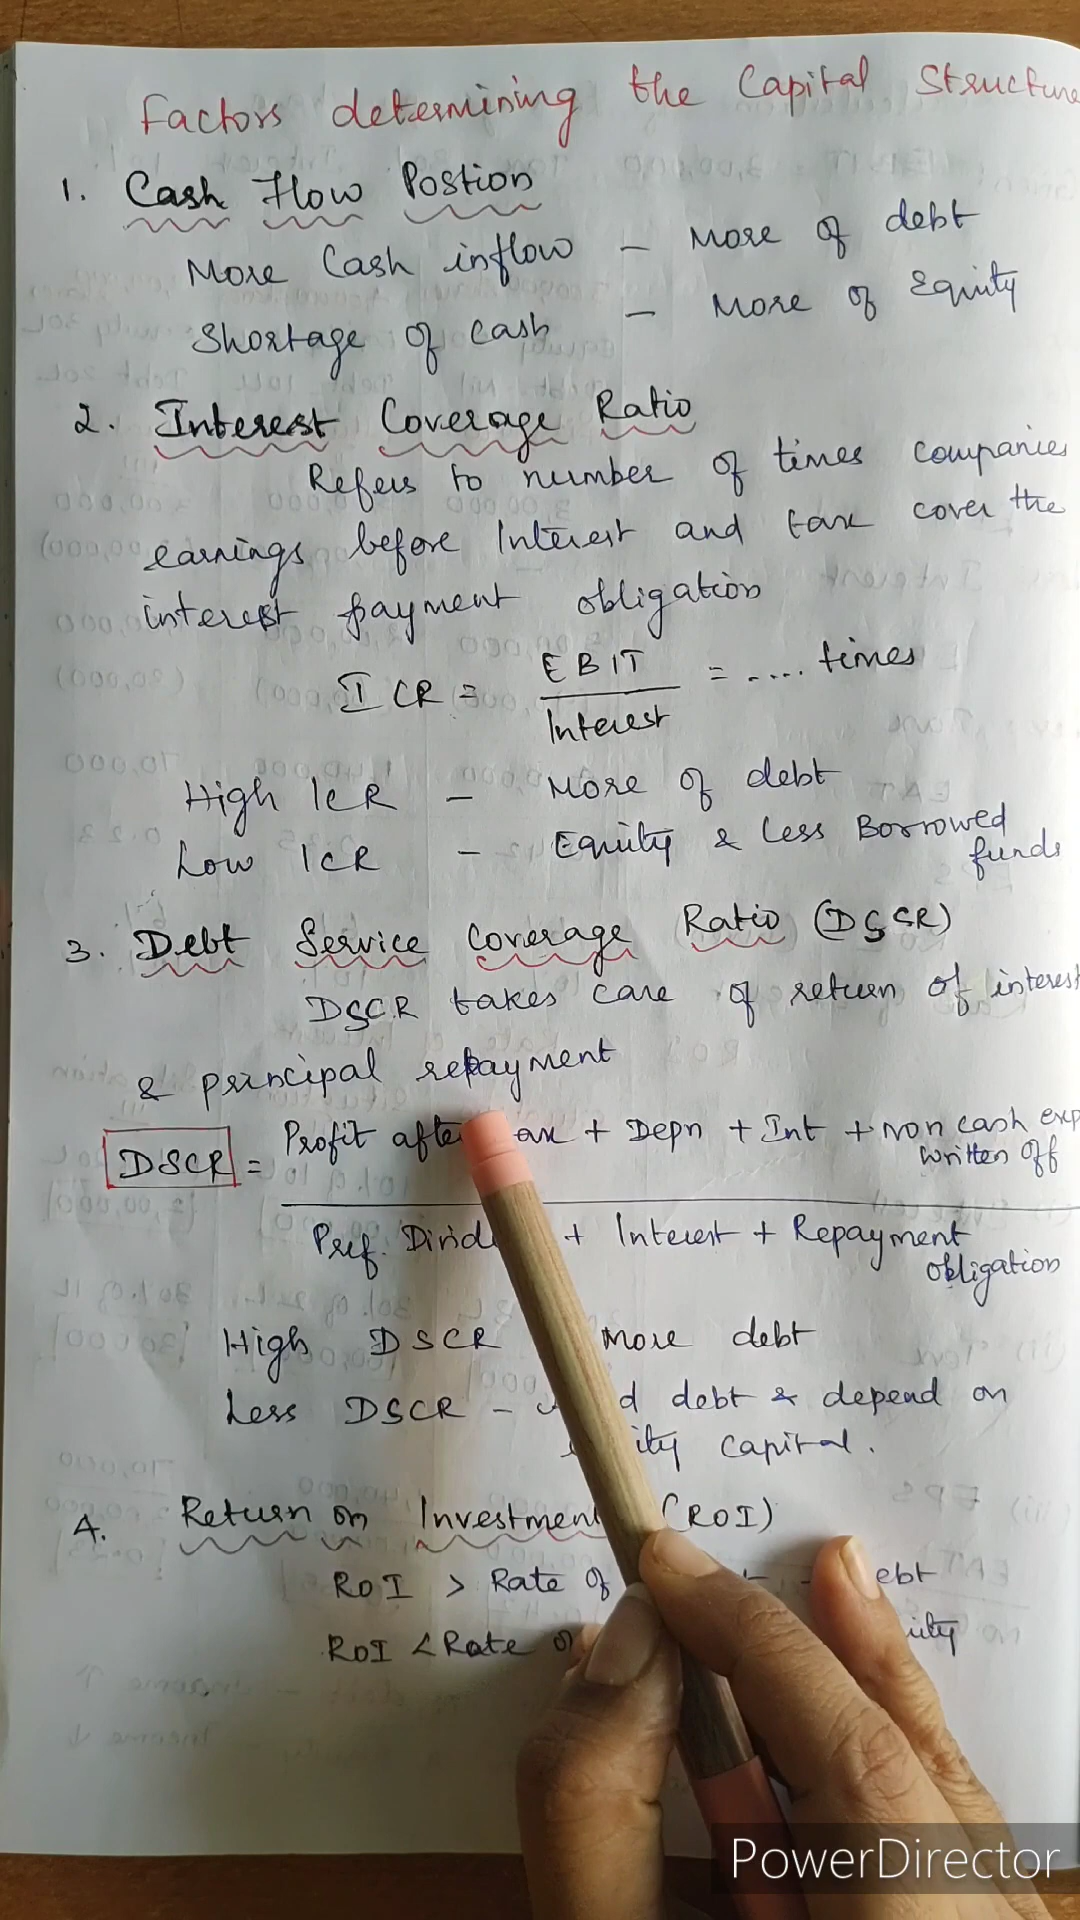 Factors determining the Capital Structure
1. Cash Flow Postion
More Cash inflow – More of debt
Shortage of cash – More of Equity
2. Interest Coverage Ratio
Refers to number of times companies
earnings before Interest and tax cover the
interest payment obligation
ICR = EBIT / Interest = .... times
High ICR – More of debt
Low ICR – Equity & Less Borrowed
funds
3. Debt Service Coverage Ratio (DSCR)
DSCR takes care of return of interest
& principal repayment
DSCR = Profit after + Depn + Int + non cash exp
written off
Pref. + Interest + Repayment
obligation
High DSCR More debt
Less DSCR – debt & depend on
capital.
4. Return on Investment (ROI)
ROI > Rate of
ROI < Rate
PowerDirector